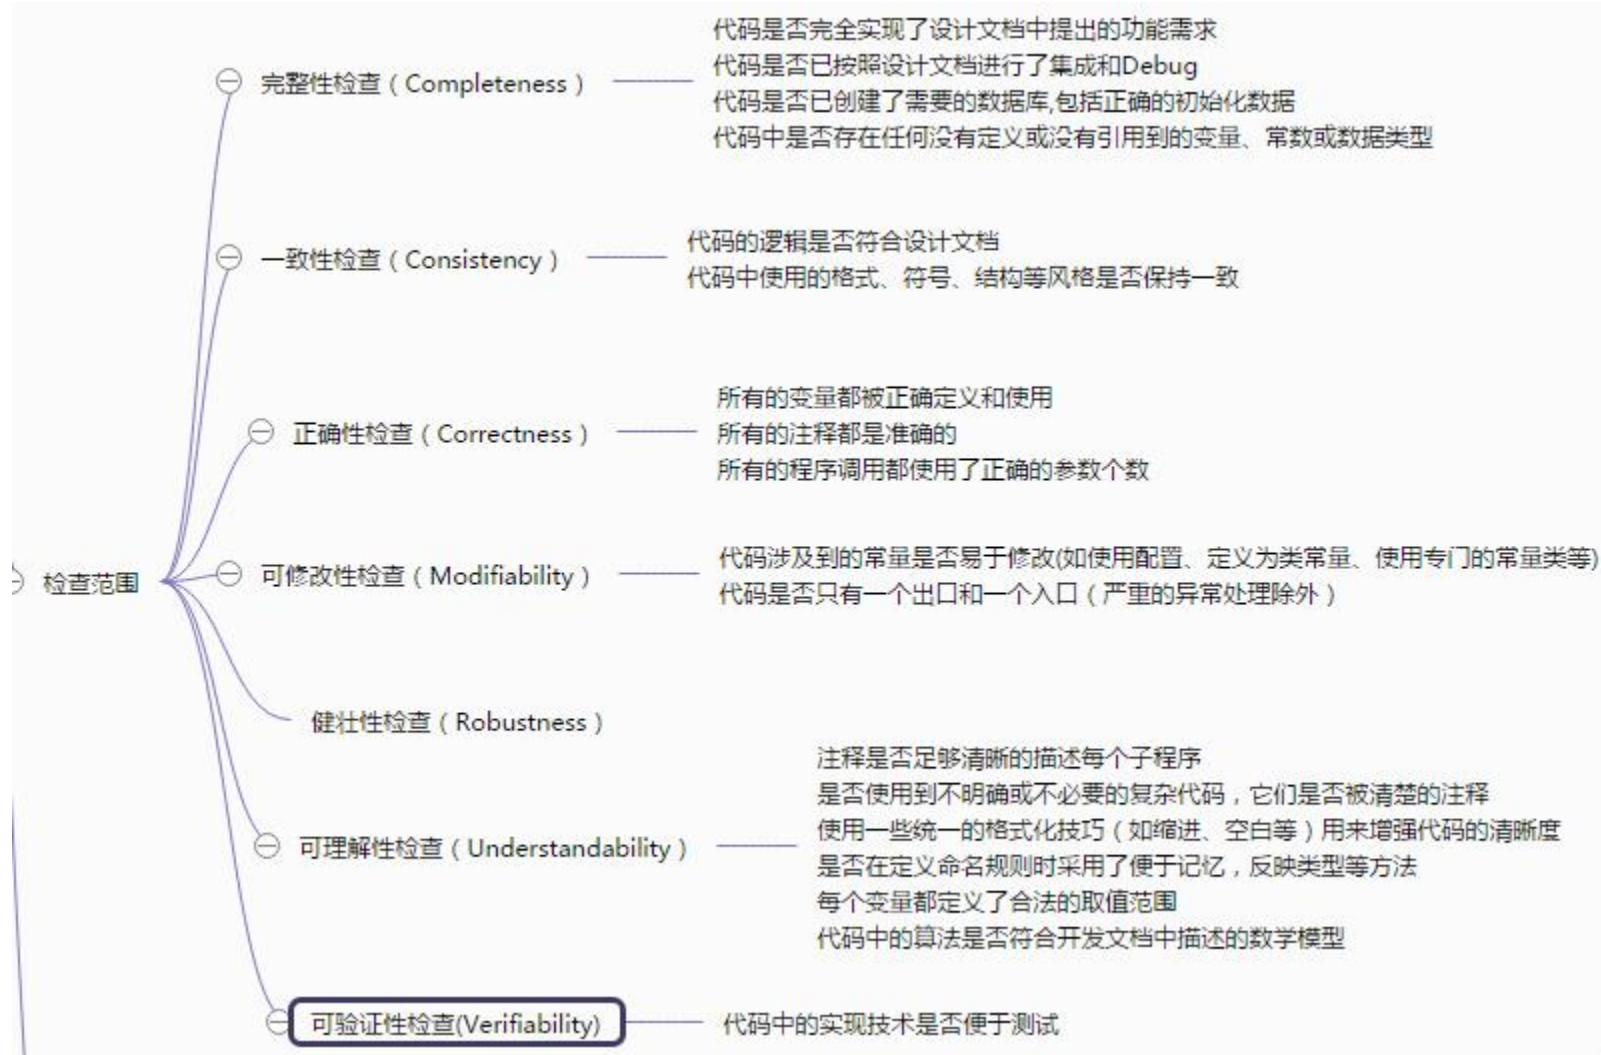 检查范围
完整性检查（Completeness）
代码是否完全实现了设计文档中提出的功能需求
代码是否已按照设计文档进行了集成和Debug
代码是否已创建了需要的数据库,包括正确的初始化数据
代码中是否存在任何没有定义或没有引用到的变量、常数或数据类型
一致性检查（Consistency）
代码的逻辑是否符合设计文档
代码中使用的格式、符号、结构等风格是否保持一致
正确性检查（Correctness）
所有的变量都被正确定义和使用
所有的注释都是准确的
所有的程序调用都使用了正确的参数个数
可修改性检查（Modifiability）
代码涉及到的常量是否易于修改(如使用配置、定义为类常量、使用专门的常量类等)
代码是否只有一个出口和一个入口（严重的异常处理除外）
健壮性检查（Robustness）
可理解性检查（Understandability）
注释是否足够清晰的描述每个子程序
是否使用到不明确或不必要的复杂代码，它们是否被清楚的注释
使用一些统一的格式化技巧（如缩进、空白等）用来增强代码的清晰度
是否在定义命名规则时采用了便于记忆，反映类型等方法
每个变量都定义了合法的取值范围
代码中的算法是否符合开发文档中描述的数学模型
可验证性检查(Verifiability)
代码中的实现技术是否便于测试